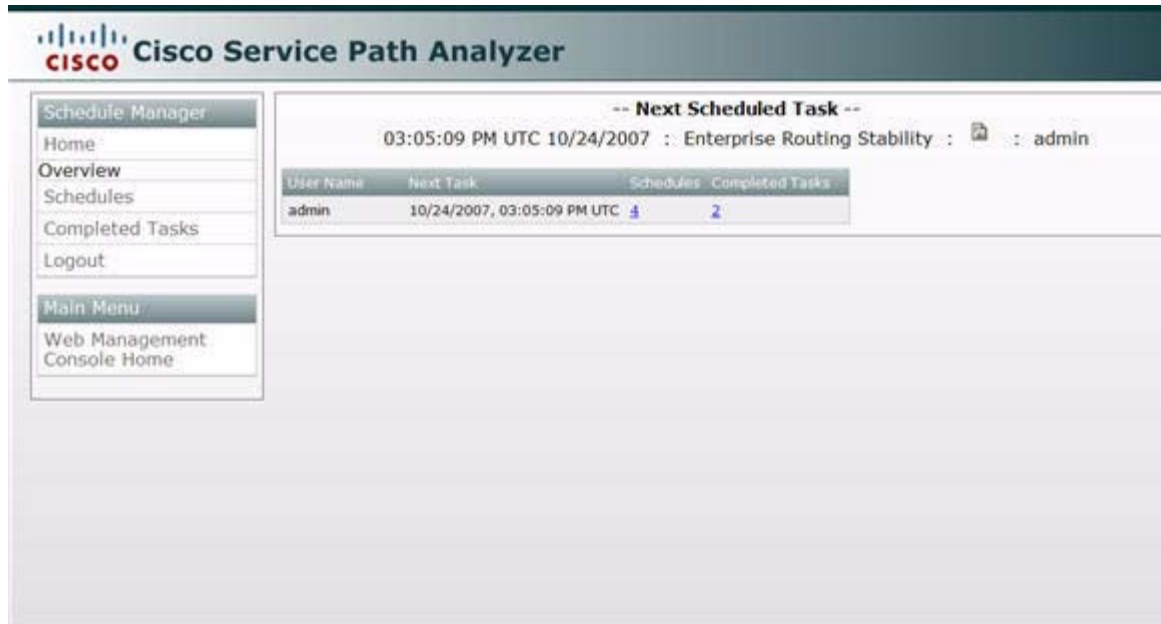 CISCO Cisco Service Path Analyzer
Schedule Manager
Home
Overview
Schedules
Completed Tasks
Logout
Main Menu
Web Management
Console Home
-- Next Scheduled Task --
03:05:09 PM UTC 10/24/2007 : Enterprise Routing Stability : : admin
User Name Next Task Schedules Completed Tasks
admin 10/24/2007, 03:05:09 PM UTC 4 2